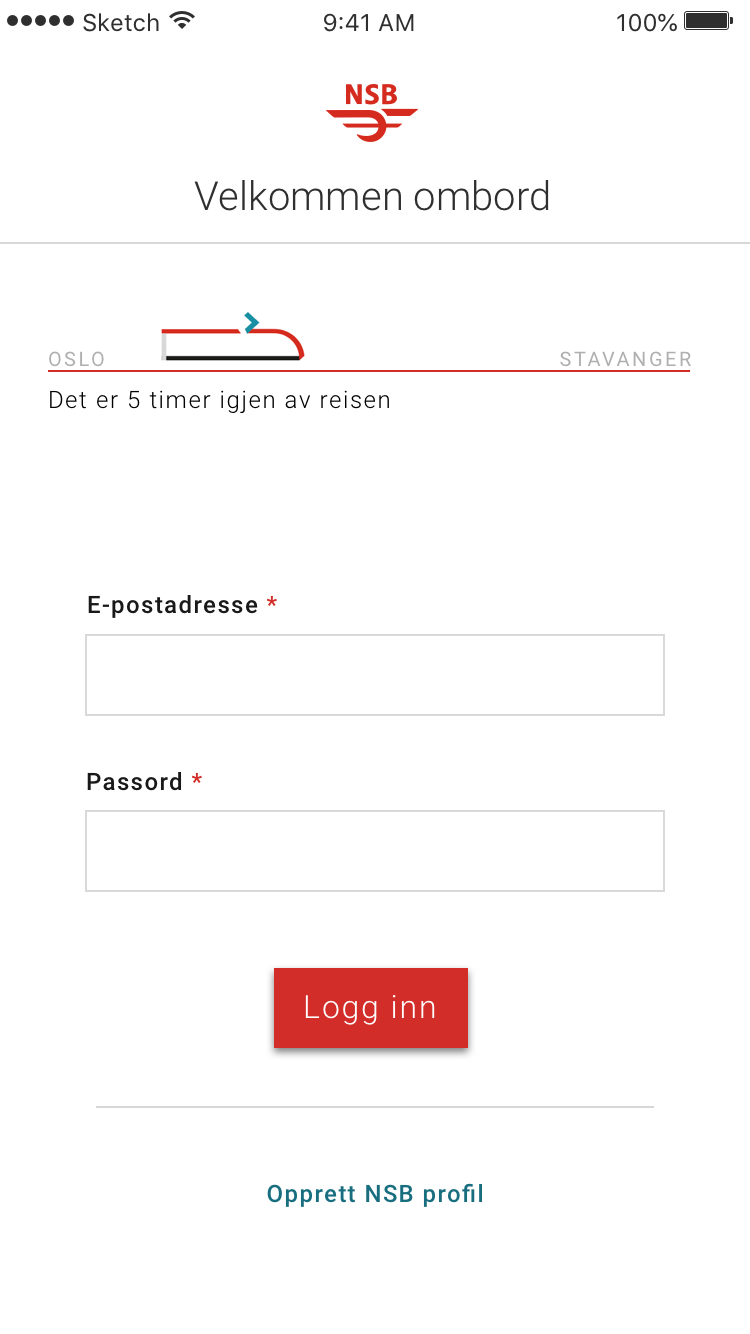 Sketch 9:41 AM 100%
NSB
Velkommen ombord
OSLO STAVANGER
Det er 5 timer igjen av reisen
E-postadresse *
Passord *
Logg inn
Opprett NSB profil